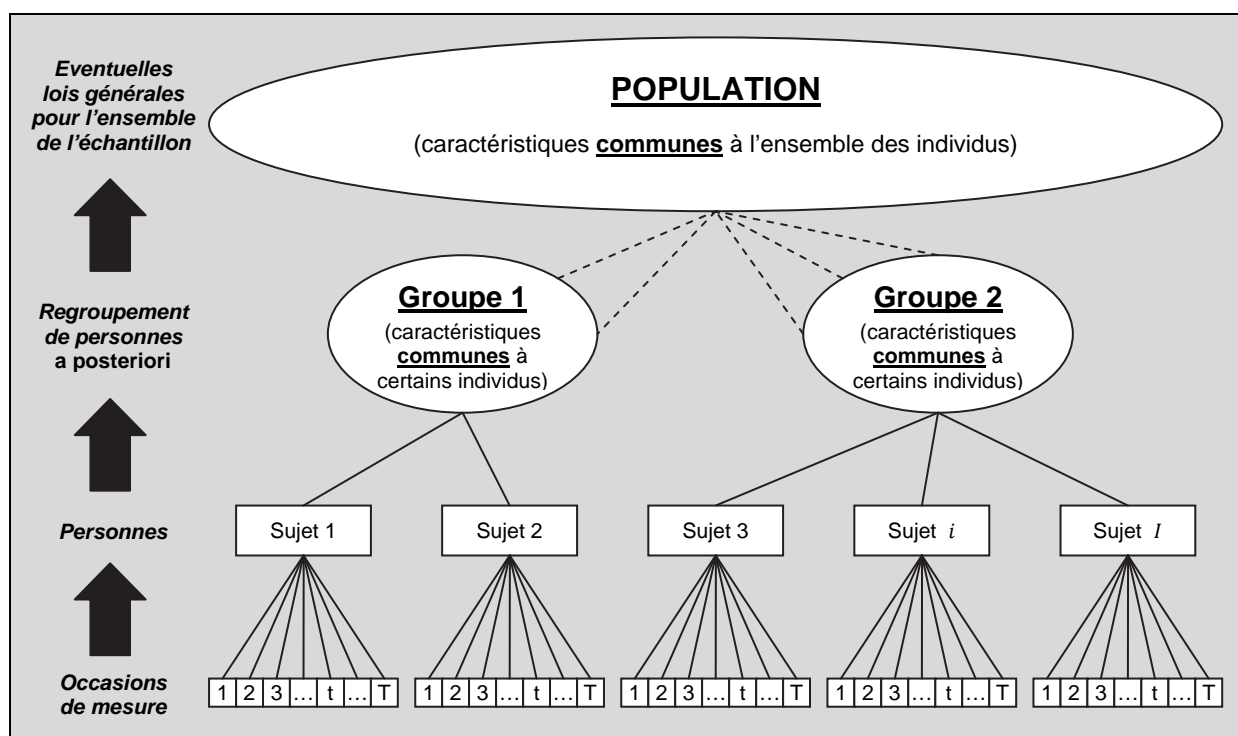 Eventuelles
lois générales
pour l'ensemble
de l'échantillon
POPULATION
(caractéristiques communes à l'ensemble des individus)
Regroupement
de personnes
a posteriori
Groupe 1
(caractéristiques
communes à
certains individus)
Groupe 2
(caractéristiques
communes à
certains individus)
Personnes
Sujet 1
Sujet 2
Sujet 3
Sujet i
Sujet I
Occasions
de mesure
1 2 3 … t … T
1 2 3 … t … T
1 2 3 … t … T
1 2 3 … t … T
1 2 3 … t … T